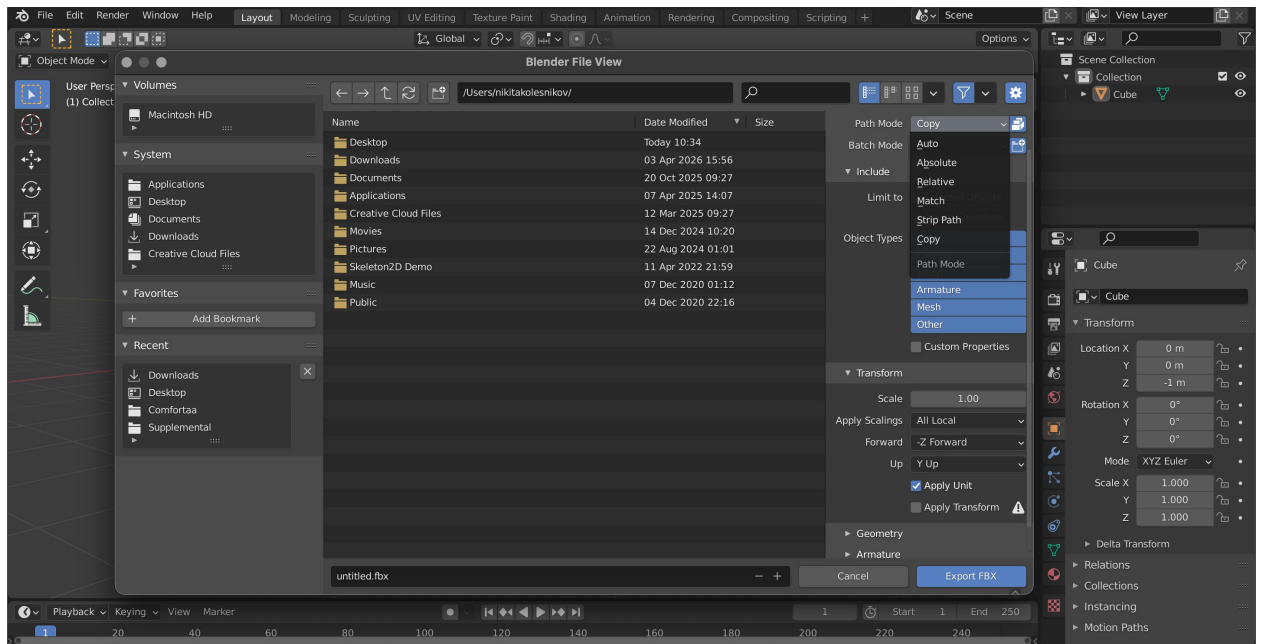 File Edit Render Window Help Layout Modeling Sculpting UV Editing Texture Paint Shading Animation Rendering Compositing Scripting + Scene View Layer
Global Options
Object Mode
Blender File View
User Persp
(1) Collect
Volumes
Macintosh HD
System
Applications
Desktop
Documents
Downloads
Creative Cloud Files
Favorites
+ Add Bookmark
Recent
Downloads
Desktop
Comfortaa
Supplemental
/Users/nikitakolesnikov/
Name Date Modified Size
Desktop Today 10:34
Downloads 03 Apr 2026 15:56
Documents 20 Oct 2025 09:27
Applications 07 Apr 2025 14:07
Creative Cloud Files 12 Mar 2025 09:27
Movies 14 Dec 2024 10:20
Pictures 22 Aug 2024 01:01
Skeleton2D Demo 11 Apr 2022 21:59
Music 07 Dec 2020 01:12
Public 04 Dec 2020 22:16
untitled.fbx - +
Path Mode Copy
Batch Mode
Auto
Absolute
Relative
Match
Strip Path
Copy
Path Mode
Include
Limit to
Object Types
Armature
Mesh
Other
Custom Properties
Transform
Scale 1.00
Apply Scalings All Local
Forward -Z Forward
Up Y Up
Apply Unit
Apply Transform
Geometry
Armature
Cancel Export FBX
Scene Collection
Collection
Cube
Cube
Cube
Transform
Location X 0 m
Y 0 m
Z -1 m
Rotation X 0°
Y 0°
Z 0°
Mode XYZ Euler
Scale X 1.000
Y 1.000
Z 1.000
Delta Transform
Relations
Collections
Instancing
Motion Paths
Playback Keying View Marker 1 Start 1 End 250
1 20 40 60 80 100 120 140 160 180 200 220 240